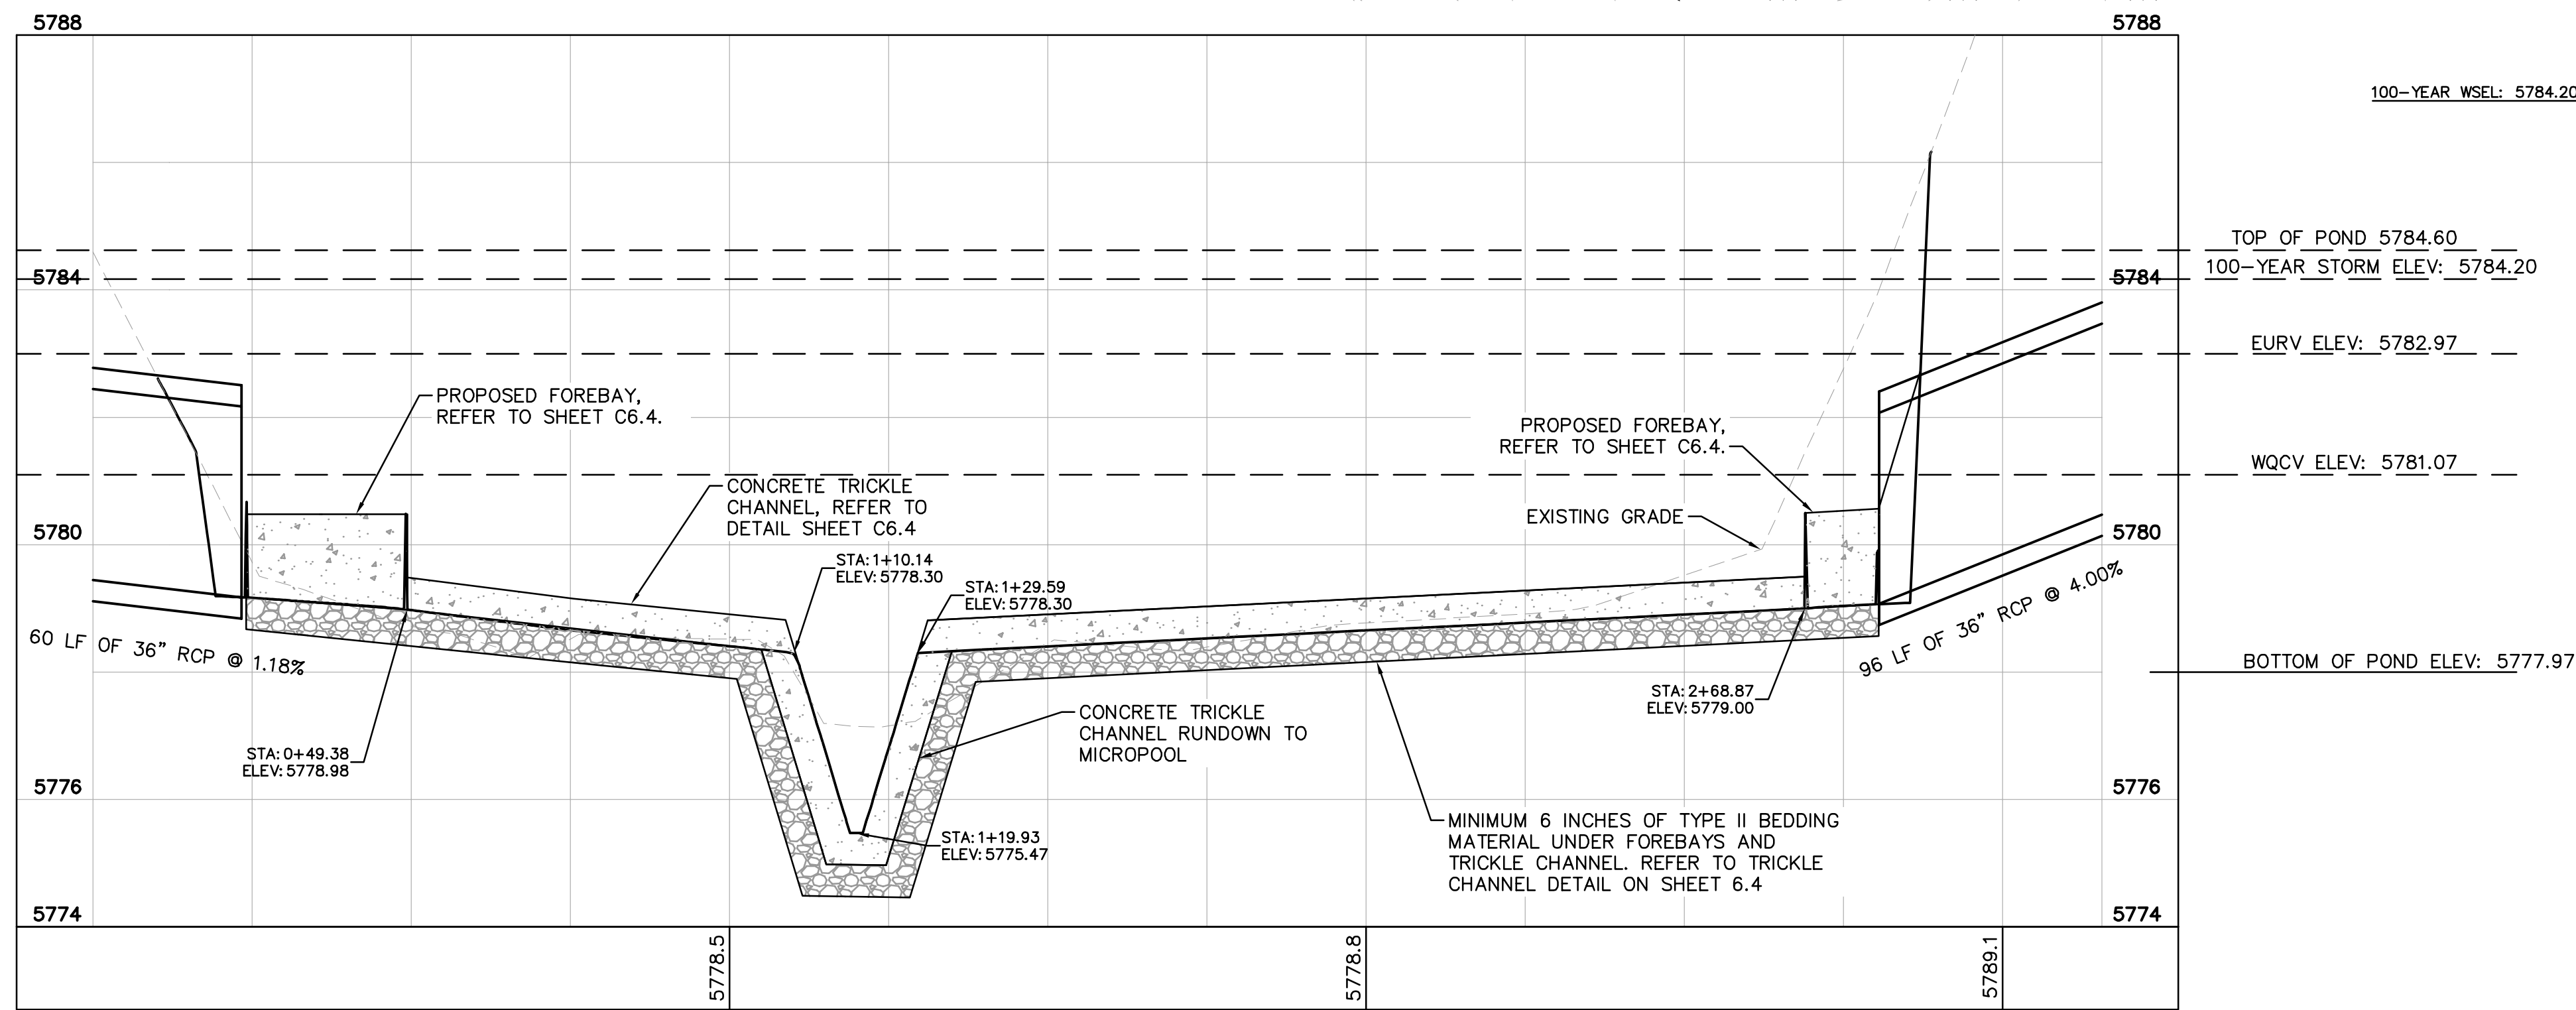 5788
5788
100-YEAR WSEL: 5784.20
TOP OF POND 5784.60
5784
5784
100-YEAR STORM ELEV: 5784.20
EURV ELEV: 5782.97
PROPOSED FOREBAY,
REFER TO SHEET C6.4.
PROPOSED FOREBAY,
REFER TO SHEET C6.4.
WQCV ELEV: 5781.07
CONCRETE TRICKLE
CHANNEL, REFER TO
DETAIL SHEET C6.4
EXISTING GRADE
5780
5780
STA: 1+10.14
ELEV: 5778.30
STA: 1+29.59
ELEV: 5778.30
60 LF OF 36" RCP @ 1.18%
96 LF OF 36" RCP @ 4.00%
BOTTOM OF POND ELEV: 5777.97
STA: 2+68.87
ELEV: 5779.00
CONCRETE TRICKLE
CHANNEL RUNDOWN TO
MICROPOOL
STA: 0+49.38
ELEV: 5778.98
5776
5776
STA: 1+19.93
ELEV: 5775.47
MINIMUM 6 INCHES OF TYPE II BEDDING
MATERIAL UNDER FOREBAYS AND
TRICKLE CHANNEL. REFER TO TRICKLE
CHANNEL DETAIL ON SHEET 6.4
5774
5774
5778.5
5778.8
5789.1